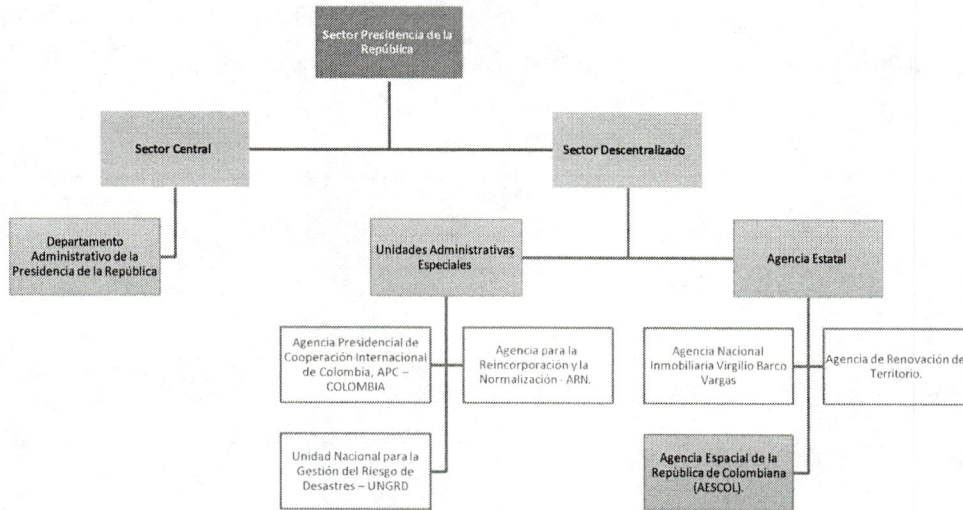 Sector Presidencia de la
República
Sector Central
Sector Descentralizado
Departamento
Administrativo de la
Presidencia de la República
Unidades Administrativas
Especiales
Agencia Estatal
Agencia Presidencial de
Cooperación Internacional
de Colombia, APC –
COLOMBIA
Agencia para la
Reincorporación y la
Normalización - ARN.
Agencia Nacional
Inmobiliaria Virgilio Barco
Vargas
Agencia de Renovación de
Territorio.
Unidad Nacional para la
Gestión del Riesgo de
Desastres – UNGRD
Agencia Espacial de la
República de Colombiana
(AESCOL).